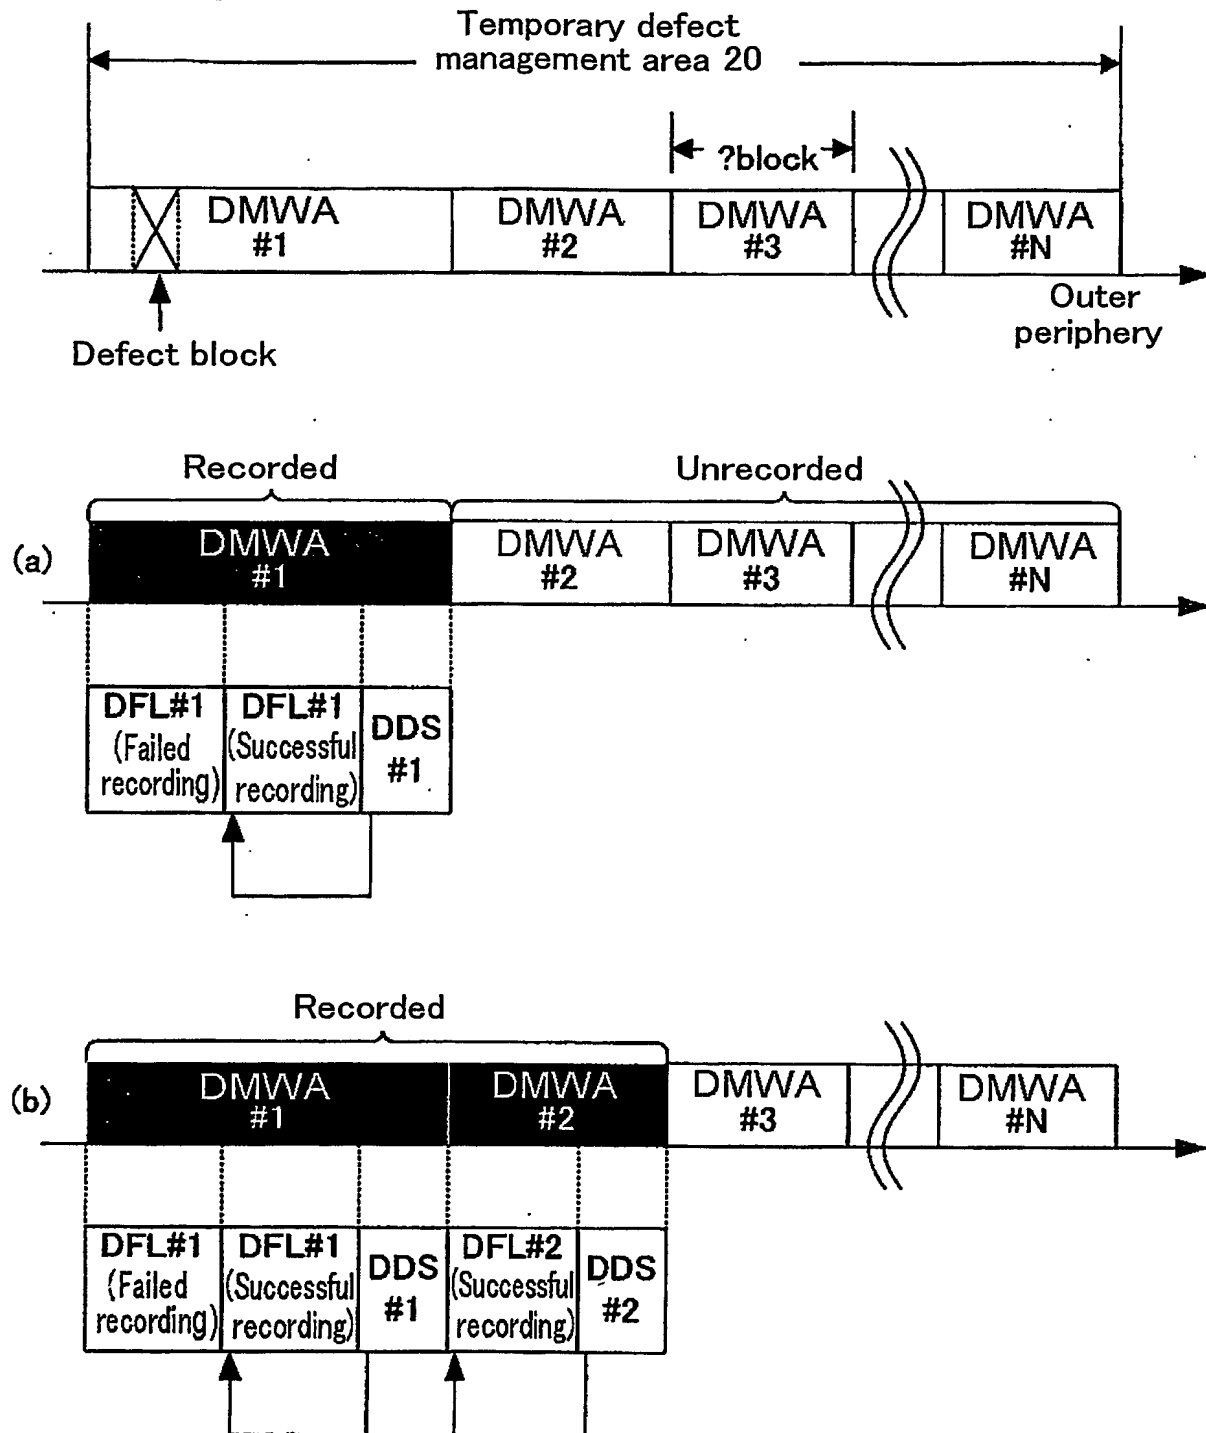 Temporary defect
management area 20
?block
DMWA #1
DMWA #2
DMWA #3
DMWA #N
Outer periphery
Defect block
Recorded
Unrecorded
(a)
DMWA #1
DMWA #2
DMWA #3
DMWA #N
DFL#1 (Failed recording)
DFL#1 (Successful recording)
DDS #1
Recorded
(b)
DMWA #1
DMWA #2
DMWA #3
DMWA #N
DFL#1 (Failed recording)
DFL#1 (Successful recording)
DDS #1
DFL#2 (Successful recording)
DDS #2